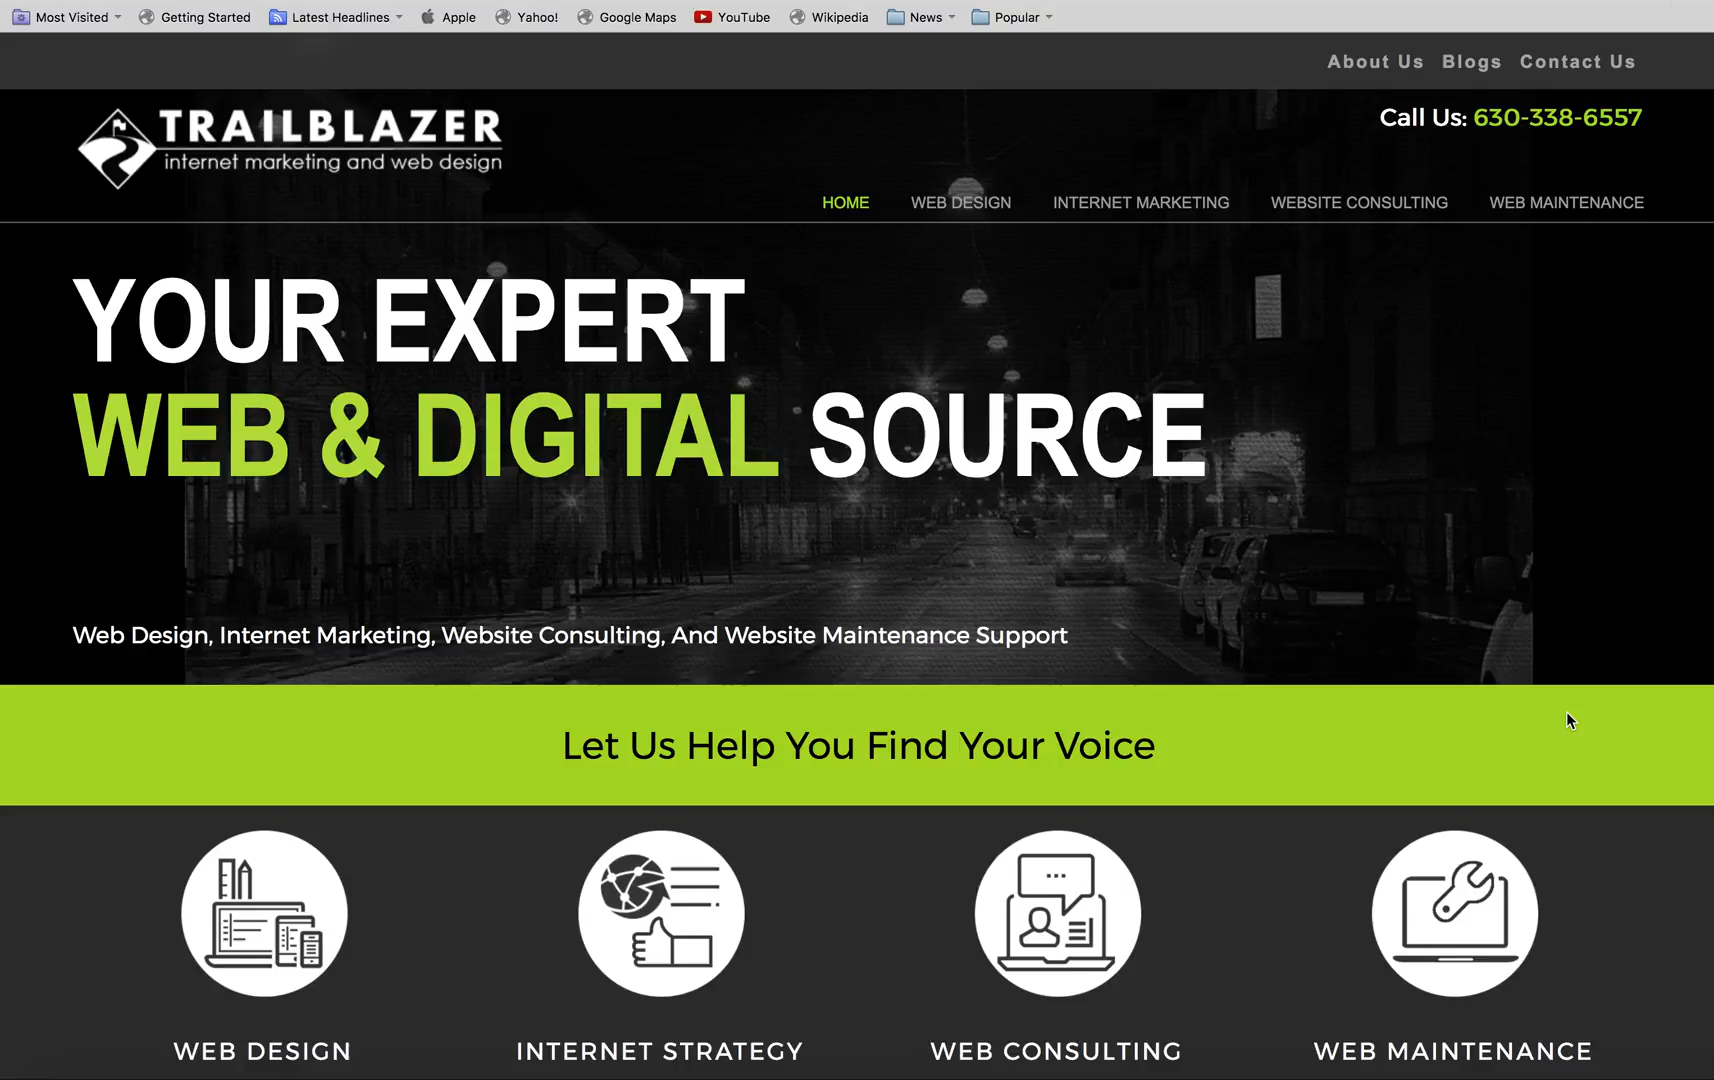 Most Visited Getting Started Latest Headlines Apple Yahoo! Google Maps YouTube Wikipedia News Popular
About Us Blogs Contact Us
TRAILBLAZER
internet marketing and web design
Call Us: 630-338-6557
HOME WEB DESIGN INTERNET MARKETING WEBSITE CONSULTING WEB MAINTENANCE
YOUR EXPERT
WEB & DIGITAL SOURCE
Web Design, Internet Marketing, Website Consulting, And Website Maintenance Support
Let Us Help You Find Your Voice
WEB DESIGN INTERNET STRATEGY WEB CONSULTING WEB MAINTENANCE